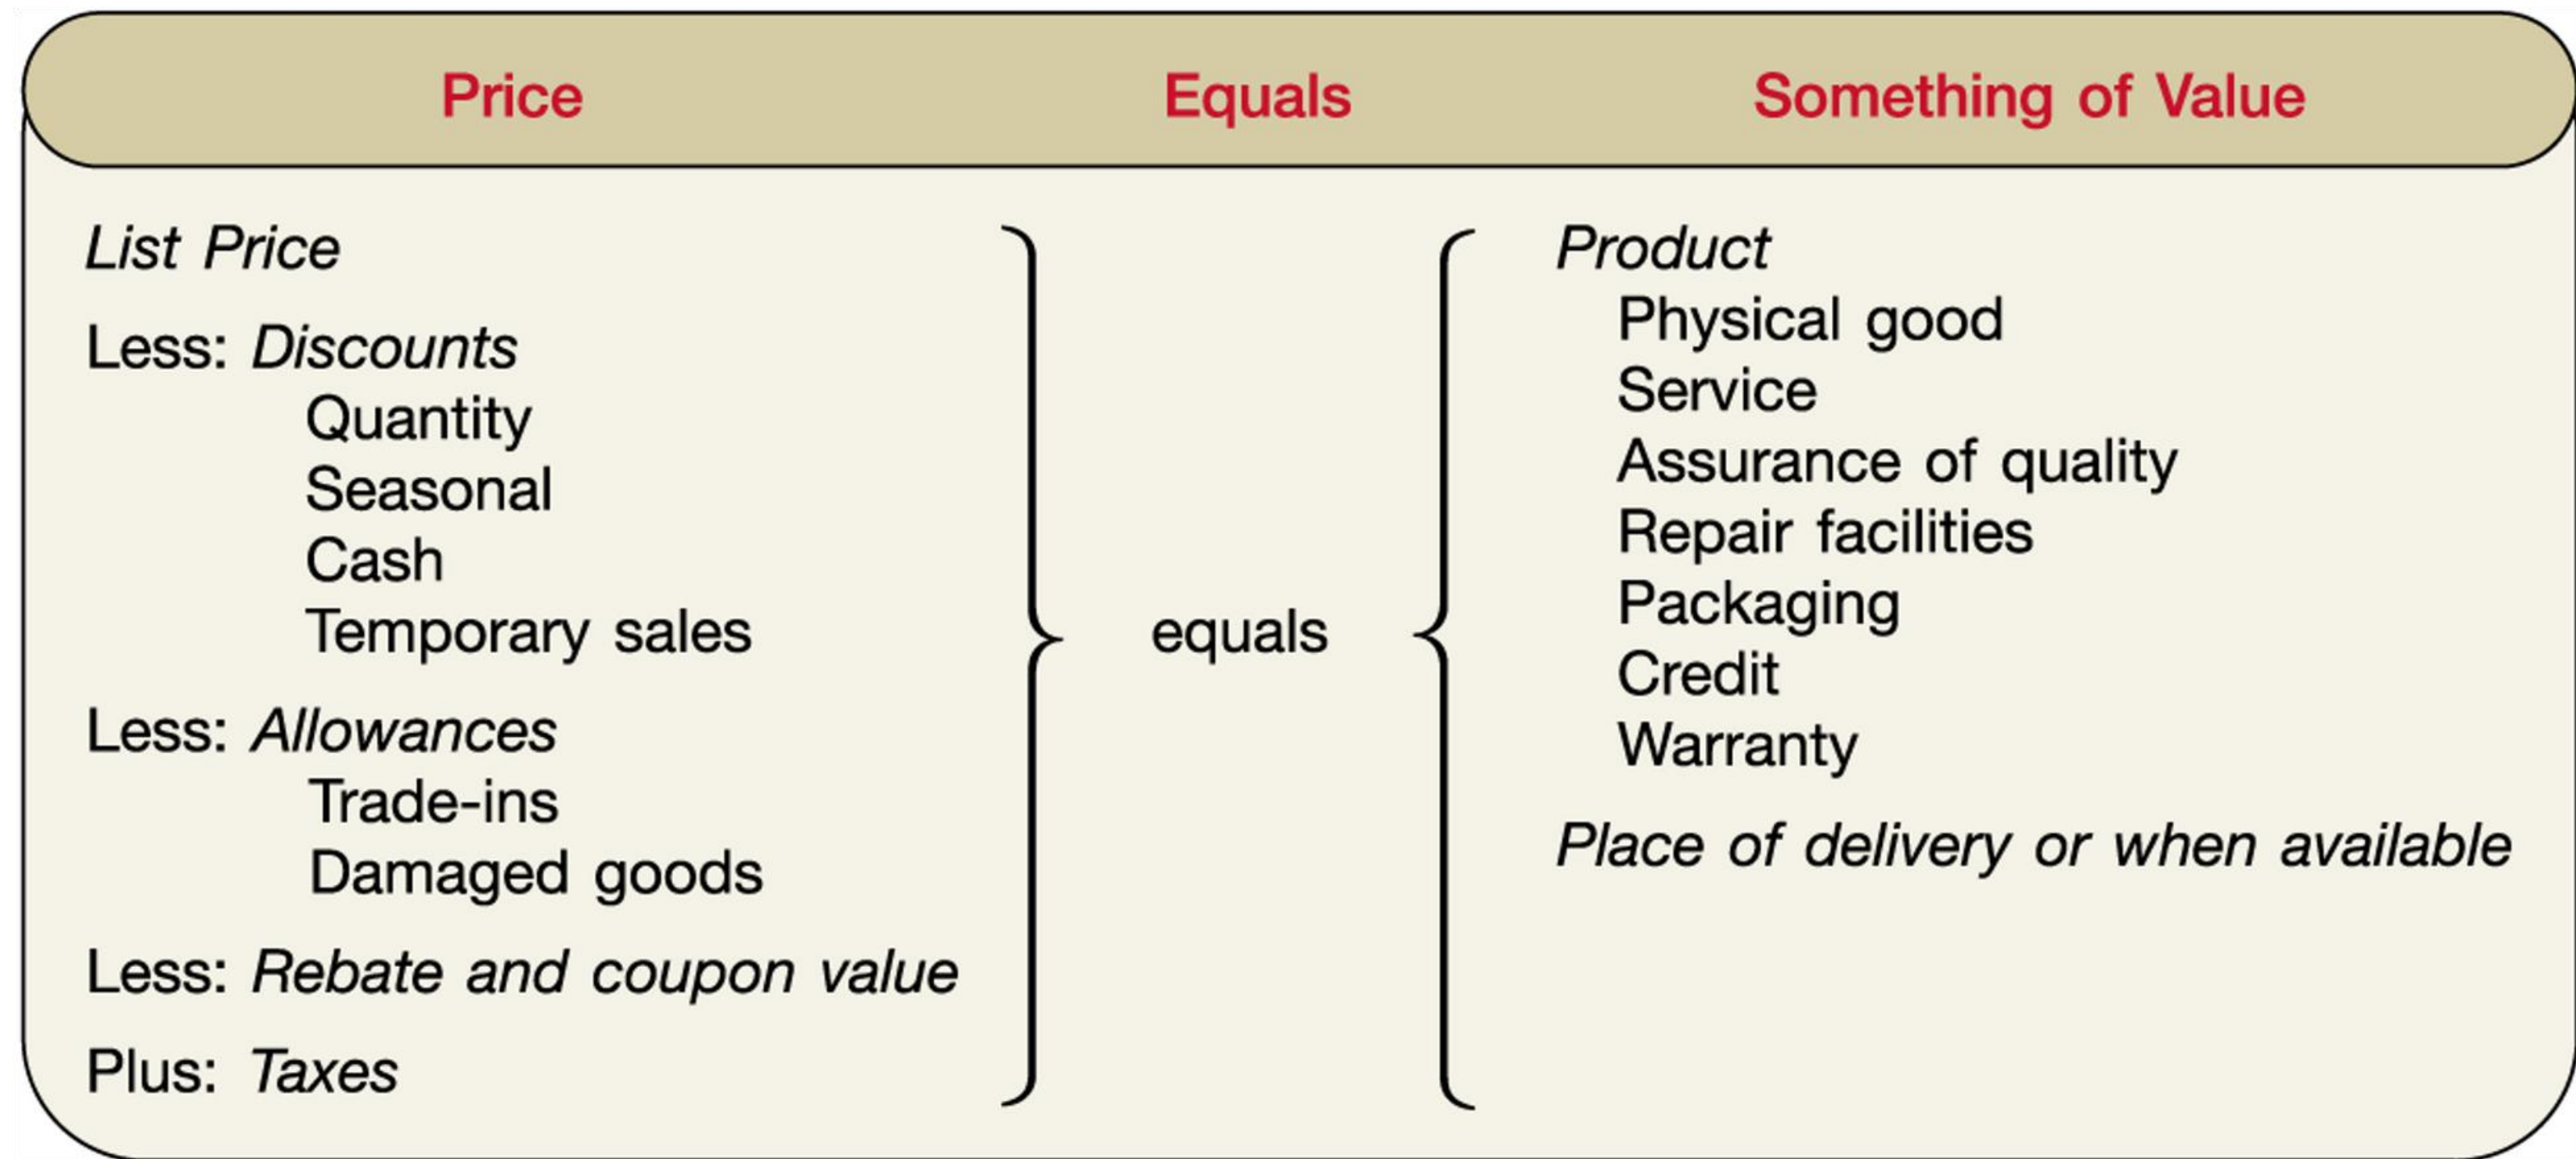 Price Equals Something of Value
List Price
Less: Discounts
Quantity
Seasonal
Cash
Temporary sales
Less: Allowances
Trade-ins
Damaged goods
Less: Rebate and coupon value
Plus: Taxes
equals
Product
Physical good
Service
Assurance of quality
Repair facilities
Packaging
Credit
Warranty
Place of delivery or when available